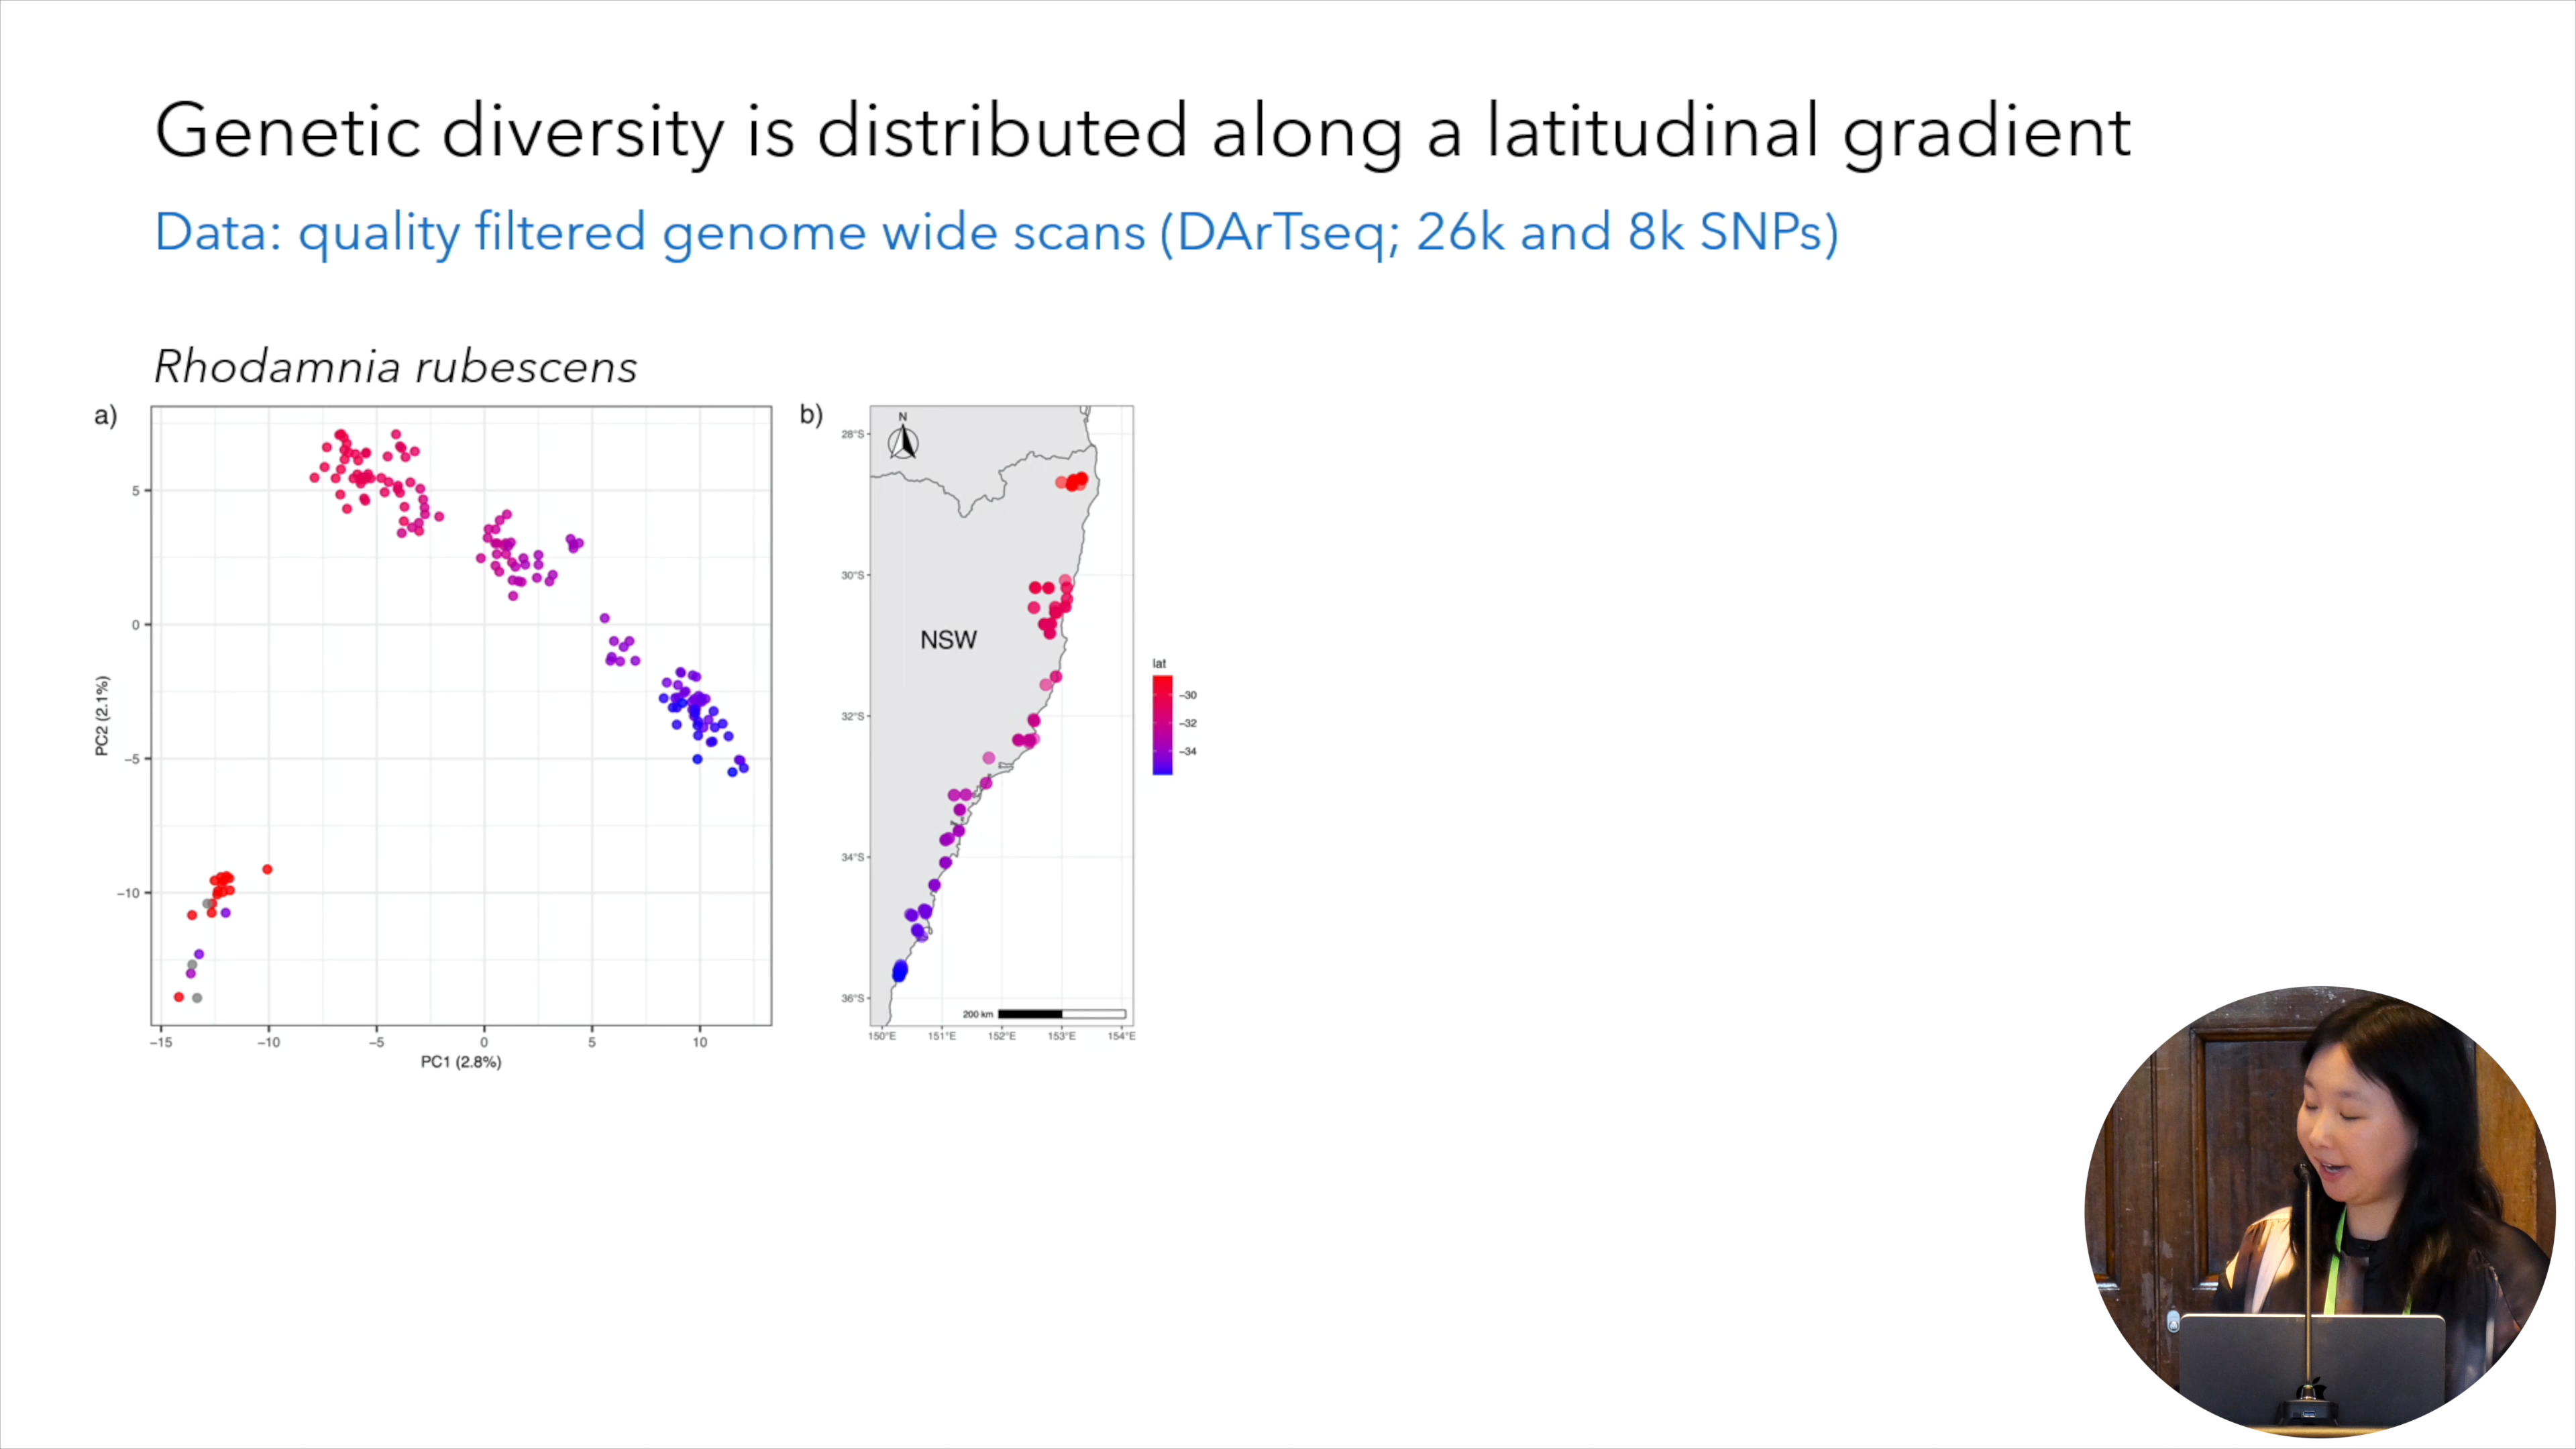 Genetic diversity is distributed along a latitudinal gradient
Data: quality filtered genome wide scans (DArTseq; 26k and 8k SNPs)
Rhodamnia rubescens
a)
5
0
−5
−10
PC2 (2.1%)
−15
−10
−5
0
5
10
PC1 (2.8%)
b)
N
28°S
30°S
32°S
34°S
36°S
NSW
200 km
150°E
151°E
152°E
153°E
154°E
lat
−30
−32
−34